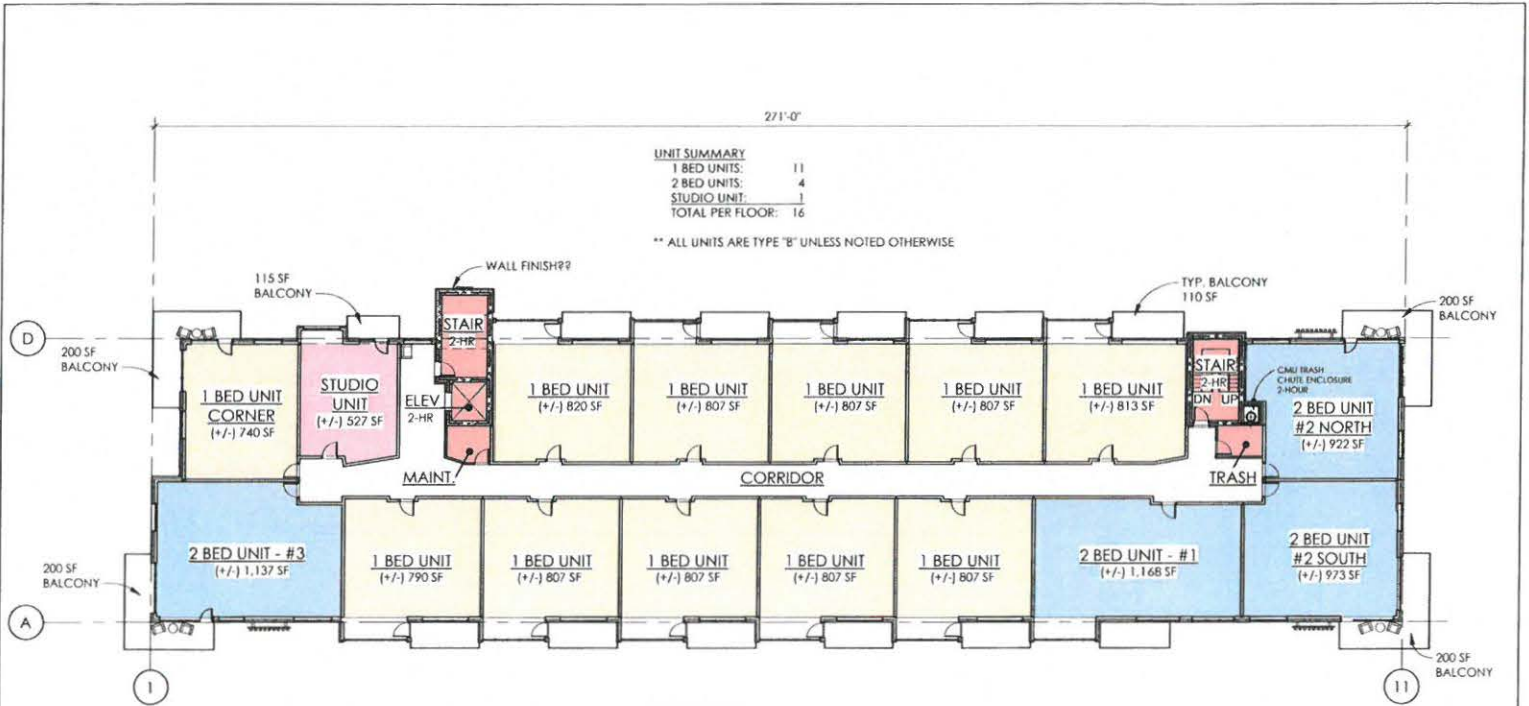 271'-0"
UNIT SUMMARY
1 BED UNITS: 11
2 BED UNITS: 4
STUDIO UNIT: 1
TOTAL PER FLOOR: 16
** ALL UNITS ARE TYPE "B" UNLESS NOTED OTHERWISE
WALL FINISH??
115 SF
BALCONY
TYP. BALCONY
110 SF
200 SF
BALCONY
D
200 SF
BALCONY
STAIR
2-HR
1 BED UNIT
CORNER
(+/-) 740 SF
STUDIO
UNIT
(+/-) 527 SF
ELEV
2-HR
1 BED UNIT
(+/-) 820 SF
1 BED UNIT
(+/-) 807 SF
1 BED UNIT
(+/-) 807 SF
1 BED UNIT
(+/-) 807 SF
1 BED UNIT
(+/-) 813 SF
STAIR
2-HR
DN UP
CMU TRASH
CHUTE ENCLOSURE
2-HOUR
2 BED UNIT
#2 NORTH
(+/-) 922 SF
MAINT.
CORRIDOR
TRASH
2 BED UNIT - #3
(+/-) 1,137 SF
1 BED UNIT
(+/-) 790 SF
1 BED UNIT
(+/-) 807 SF
1 BED UNIT
(+/-) 807 SF
1 BED UNIT
(+/-) 807 SF
1 BED UNIT
(+/-) 807 SF
2 BED UNIT - #1
(+/-) 1,168 SF
2 BED UNIT
#2 SOUTH
(+/-) 973 SF
200 SF
BALCONY
A
200 SF
BALCONY
1
11